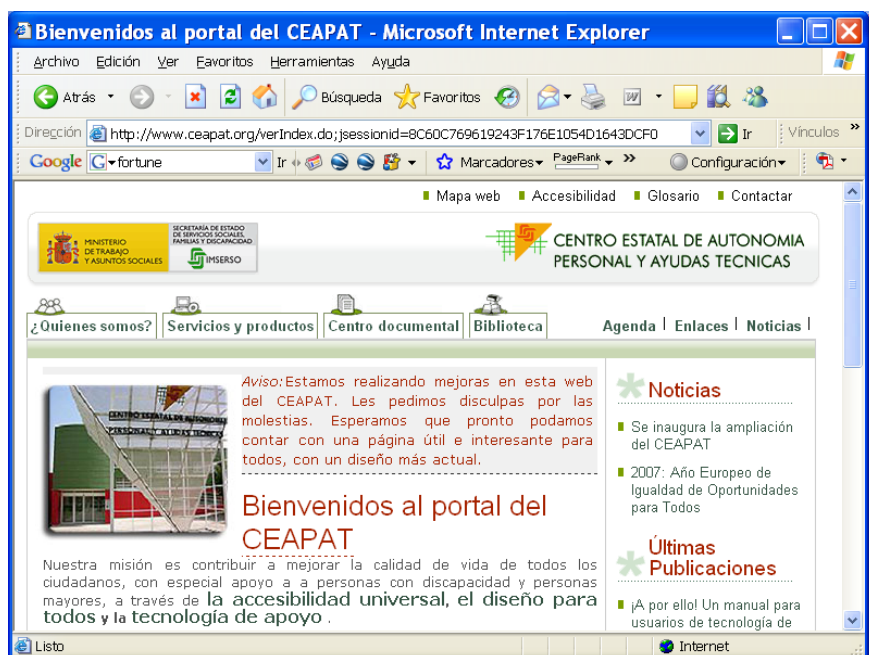 Bienvenidos al portal del CEAPAT - Microsoft Internet Explorer
Archivo Edición Ver Favoritos Herramientas Ayuda
Atrás Búsqueda Favoritos
Dirección http://www.ceapat.org/verIndex.do;jsessionid=8C60C769619243F176E1054D1643DCF0 Ir Vínculos »
Google G fortune Ir Marcadores PageRank » Configuración
Mapa web Accesibilidad Glosario Contactar
MINISTERIO
DE TRABAJO
Y ASUNTOS SOCIALES
SECRETARÍA DE ESTADO
DE SERVICIOS SOCIALES,
FAMILIAS Y DISCAPACIDAD
IMSERSO
CENTRO ESTATAL DE AUTONOMIA
PERSONAL Y AYUDAS TECNICAS
¿Quienes somos? Servicios y productos Centro documental Biblioteca Agenda | Enlaces | Noticias |
CENTRO ESTATAL DE AUTONOMIA
PERSONAL Y AYUDAS TECNICAS
Aviso:Estamos realizando mejoras en esta web
del CEAPAT. Les pedimos disculpas por las
molestias. Esperamos que pronto podamos
contar con una página útil e interesante para
todos, con un diseño más actual.
Bienvenidos al portal del
CEAPAT
Nuestra misión es contribuir a mejorar la calidad de vida de todos los
ciudadanos, con especial apoyo a a personas con discapacidad y personas
mayores, a través de la accesibilidad universal, el diseño para
todos y la tecnología de apoyo .
Noticias
Se inaugura la ampliación
del CEAPAT
2007: Año Europeo de
Igualdad de Oportunidades
para Todos
Últimas
Publicaciones
¡A por ello! Un manual para
usuarios de tecnología de
Listo Internet